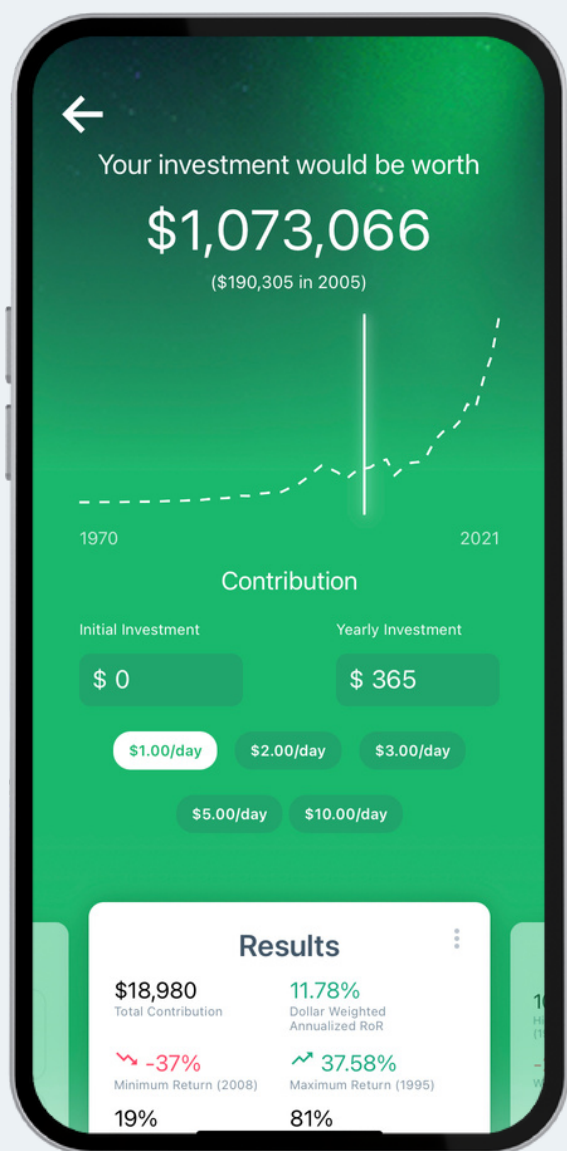 Your investment would be worth
$1,073,066
($190,305 in 2005)
1970 2021
Contribution
Initial Investment Yearly Investment
$ 0 $ 365
$1.00/day $2.00/day $3.00/day
$5.00/day $10.00/day
Results
$18,980 11.78%
Total Contribution Dollar Weighted
Annualized RoR
-37% 37.58%
Minimum Return (2008) Maximum Return (1995)
19% 81%